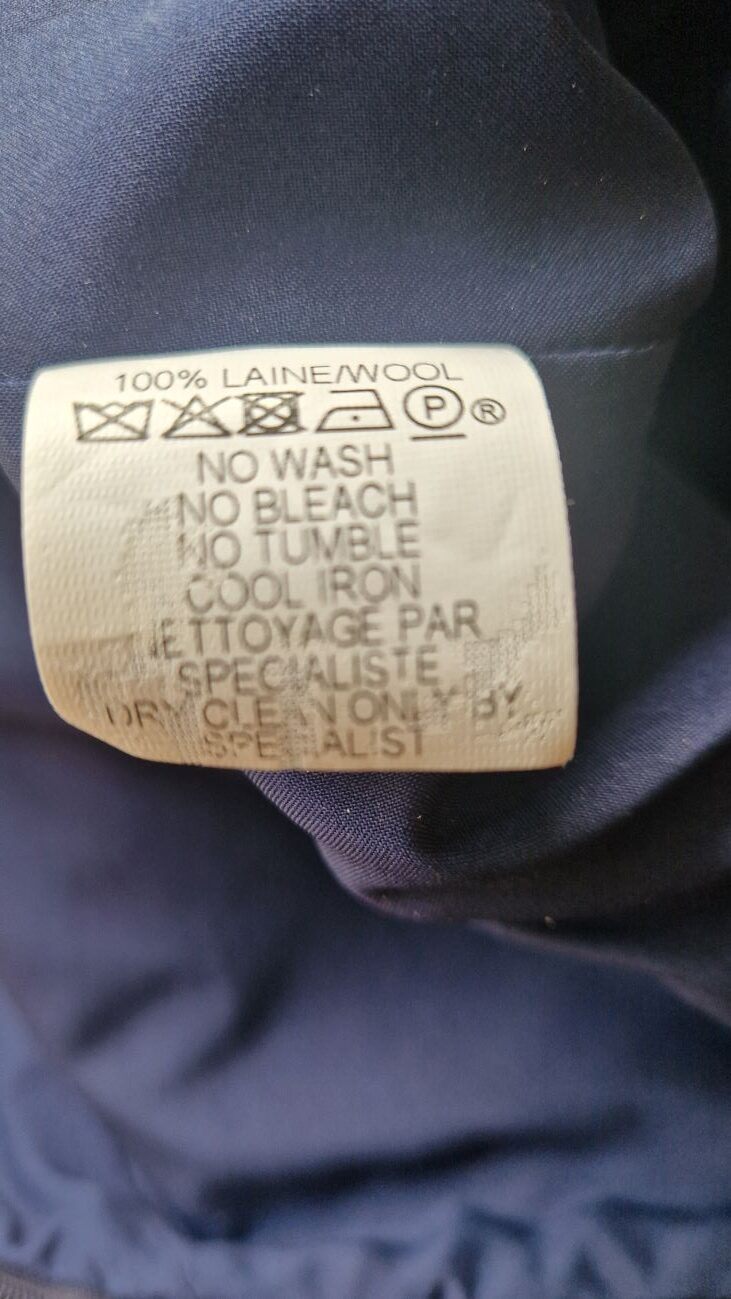 100% LAINE/WOOL
P ®
NO WASH
NO BLEACH
NO TUMBLE
COOL IRON
NETTOYAGE PAR
SPECIALISTE
DRY CLEAN ONLY BY
SPECIALIST